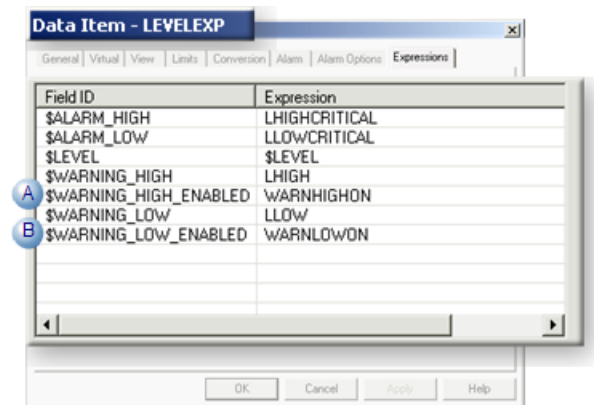 Data Item - LEVELEXP
General Virtual View Limits Conversion Alarm Alarm Options Expressions
Field ID Expression
$ALARM_HIGH LHIGHCRITICAL
$ALARM_LOW LLOWCRITICAL
$LEVEL $LEVEL
$WARNING_HIGH LHIGH
A $WARNING_HIGH_ENABLED WARNHIGHON
$WARNING_LOW LLOW
B $WARNING_LOW_ENABLED WARNLOWON
OK Cancel Apply Help